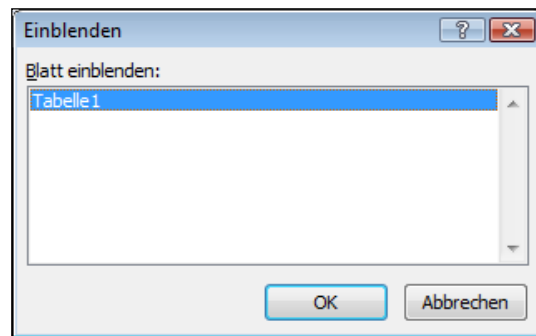 Einblenden
Blatt einblenden:
Tabelle1
OK
Abbrechen